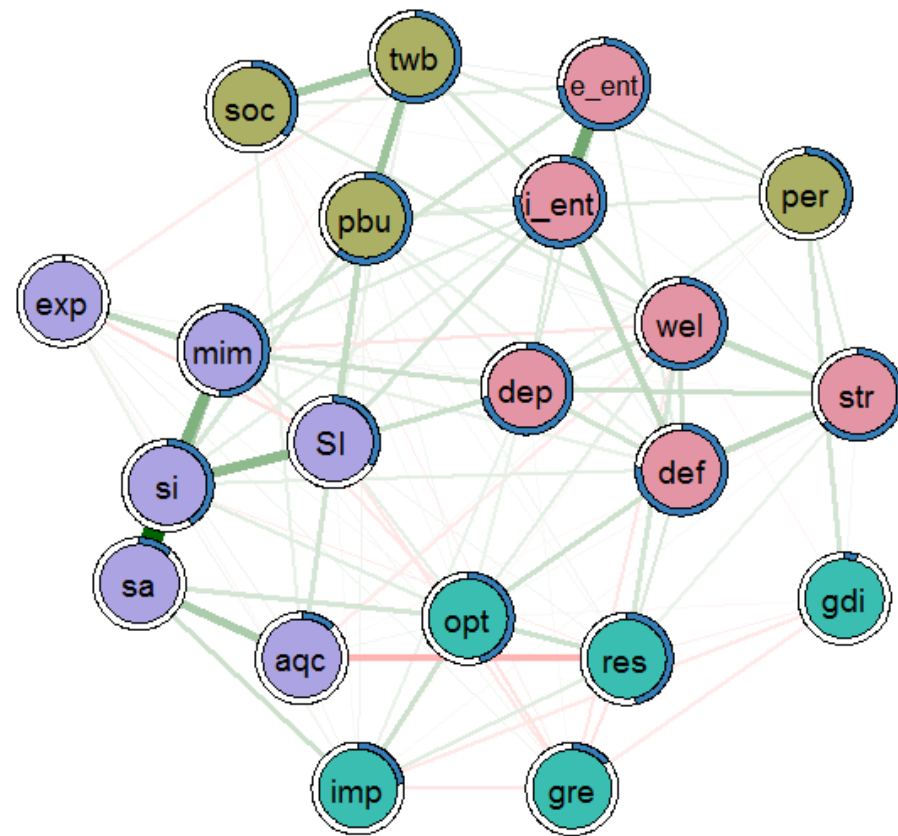 twb
e_ent
soc
per
i_ent
pbu
exp
wel
mim
dep
str
SI
def
si
sa
gdi
opt
aqc
res
imp
gre